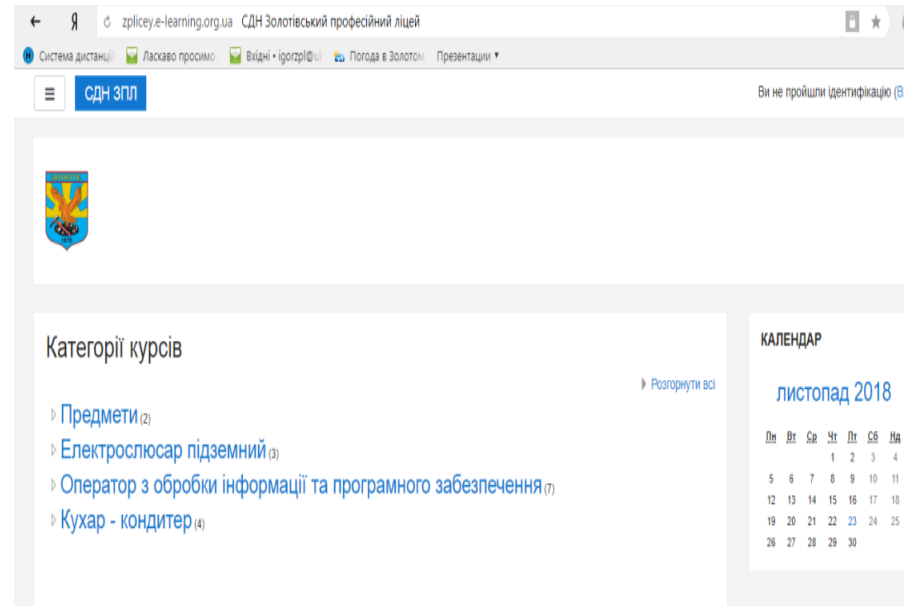 Я zplicey.e-learning.org.ua СДН Золотівський професійний ліцей
Система дистанці Ласкаво просимо Вхідні • igorzpl@u Погода в Золотом Презентации
СДН ЗПЛ
Ви не пройшли ідентифікацію (В
1878
Категорії курсів
Розгорнути всі
Предмети (2)
Електрослюсар підземний (3)
Оператор з обробки інформації та програмного забезпечення (7)
Кухар - кондитер (4)
КАЛЕНДАР
листопад 2018
Пн Вт Ср Чт Пт Сб Нд
1 2 3 4
5 6 7 8 9 10 11
12 13 14 15 16 17 18
19 20 21 22 23 24 25
26 27 28 29 30